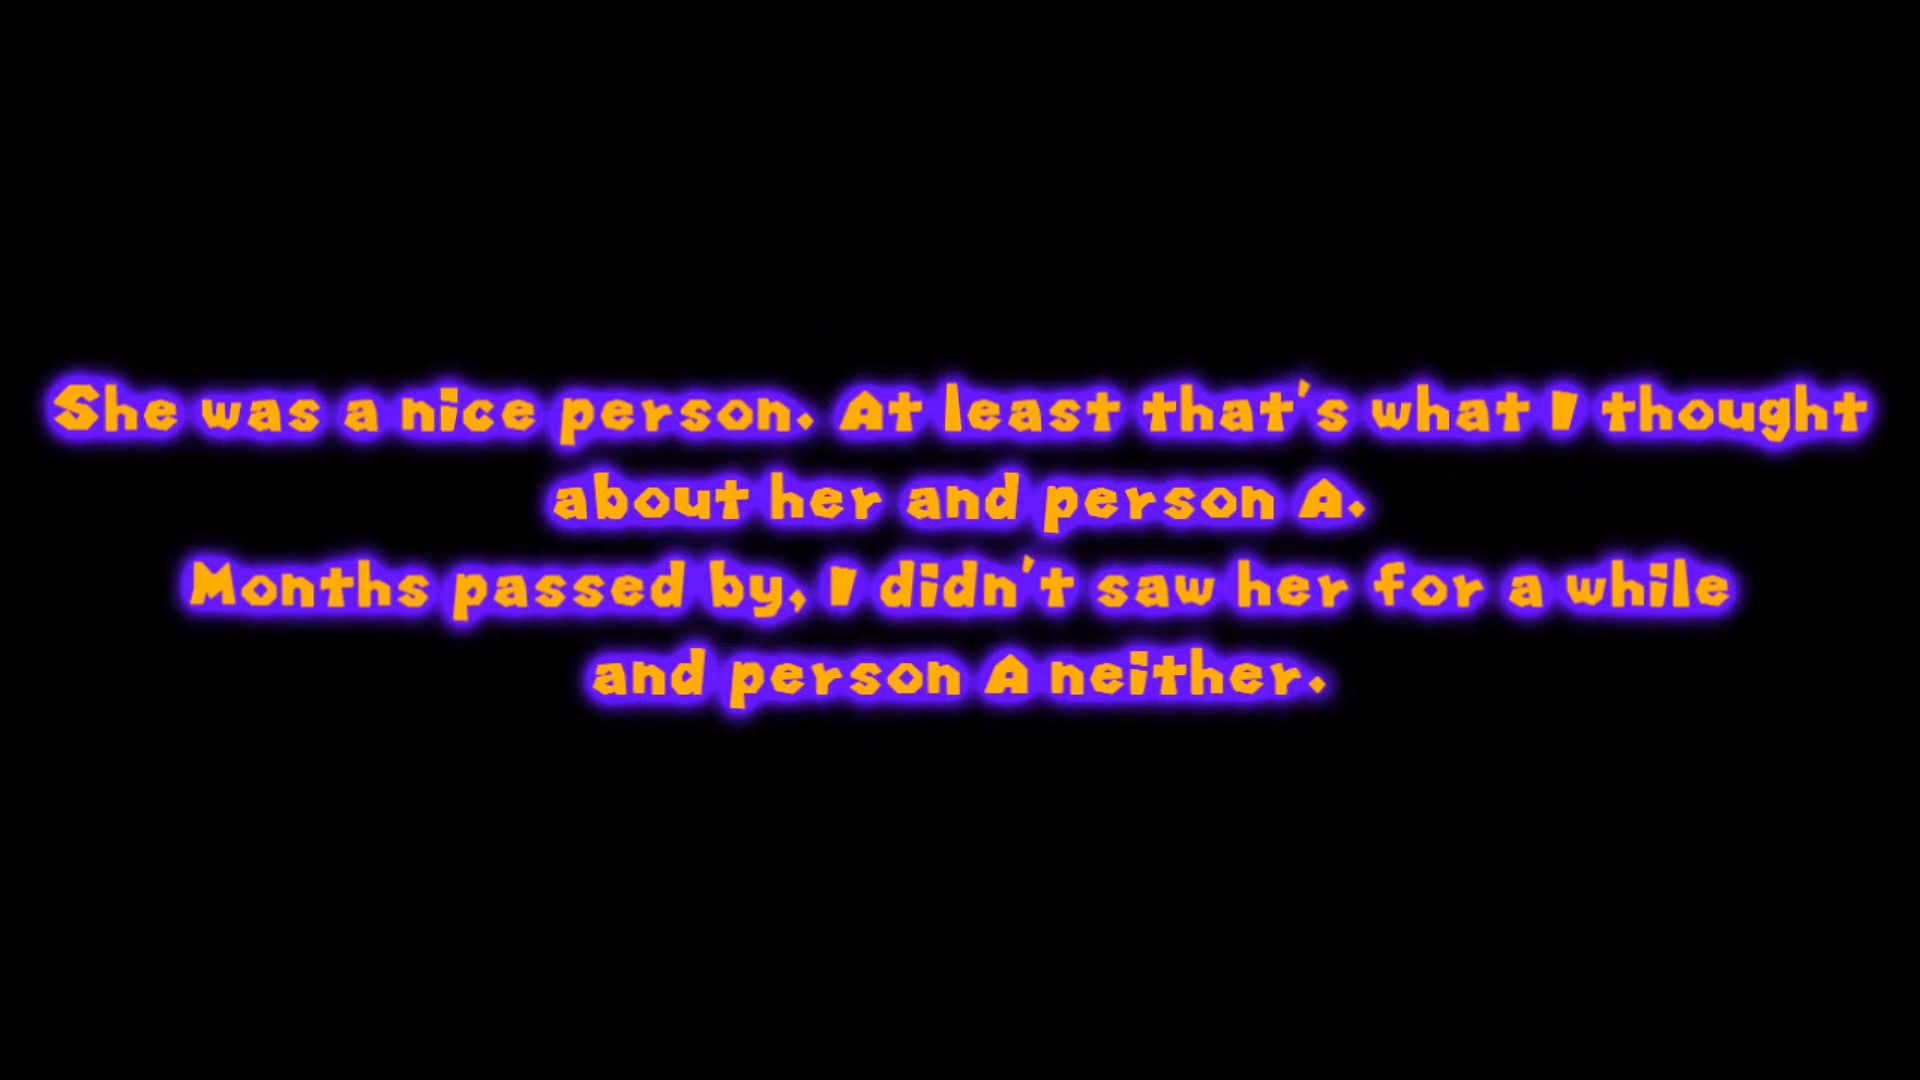 She was a nice person. At least that's what I thought
about her and person A.
Months passed by, I didn't saw her for a while
and person A neither.